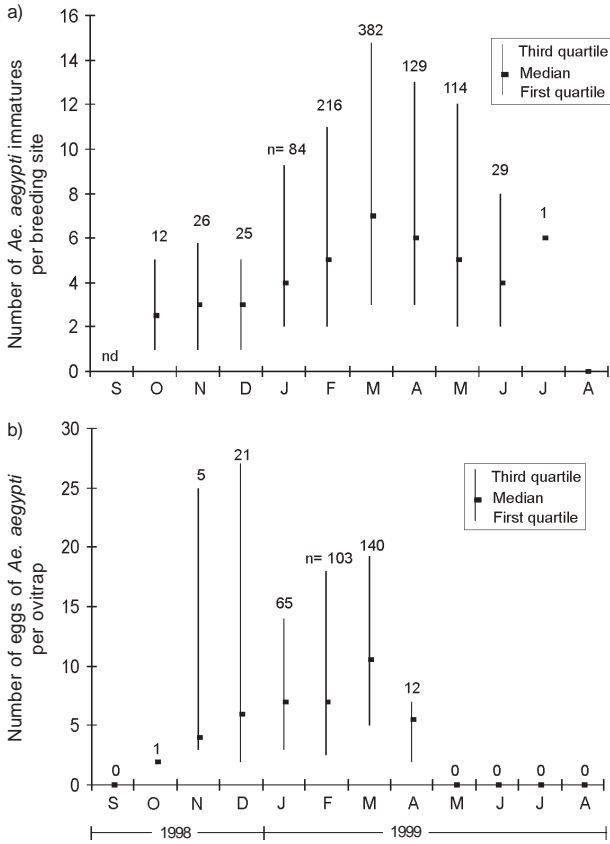 a)
Number of Ae. aegypti immatures
per breeding site
16
14
12
10
8
6
4
2
0
nd
12
26
25
n= 84
216
382
129
114
29
1
Third quartile
Median
First quartile
S O N D J F M A M J J A
b)
Number of eggs of Ae. aegypti
per ovitrap
30
25
20
15
10
5
0
0
1
5
21
65
n= 103
140
12
0
0
0
0
Third quartile
Median
First quartile
S O N D J F M A M J J A
1998 1999